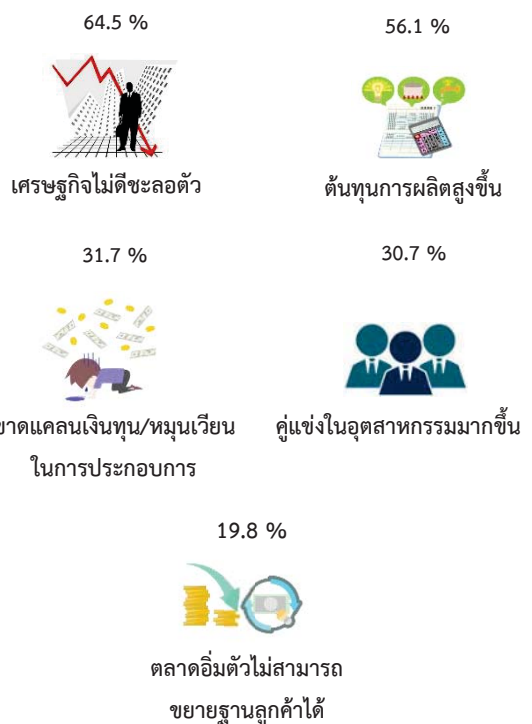 64.5 %
56.1 %
เศรษฐกิจไม่ดีชะลอตัว
ต้นทุนการผลิตสูงขึ้น
31.7 %
30.7 %
ขาดแคลนเงินทุน/หมุนเวียน
ในการประกอบการ
คู่แข่งในอุตสาหกรรมมากขึ้น
19.8 %
ตลาดอิ่มตัวไม่สามารถ
ขยายฐานลูกค้าได้